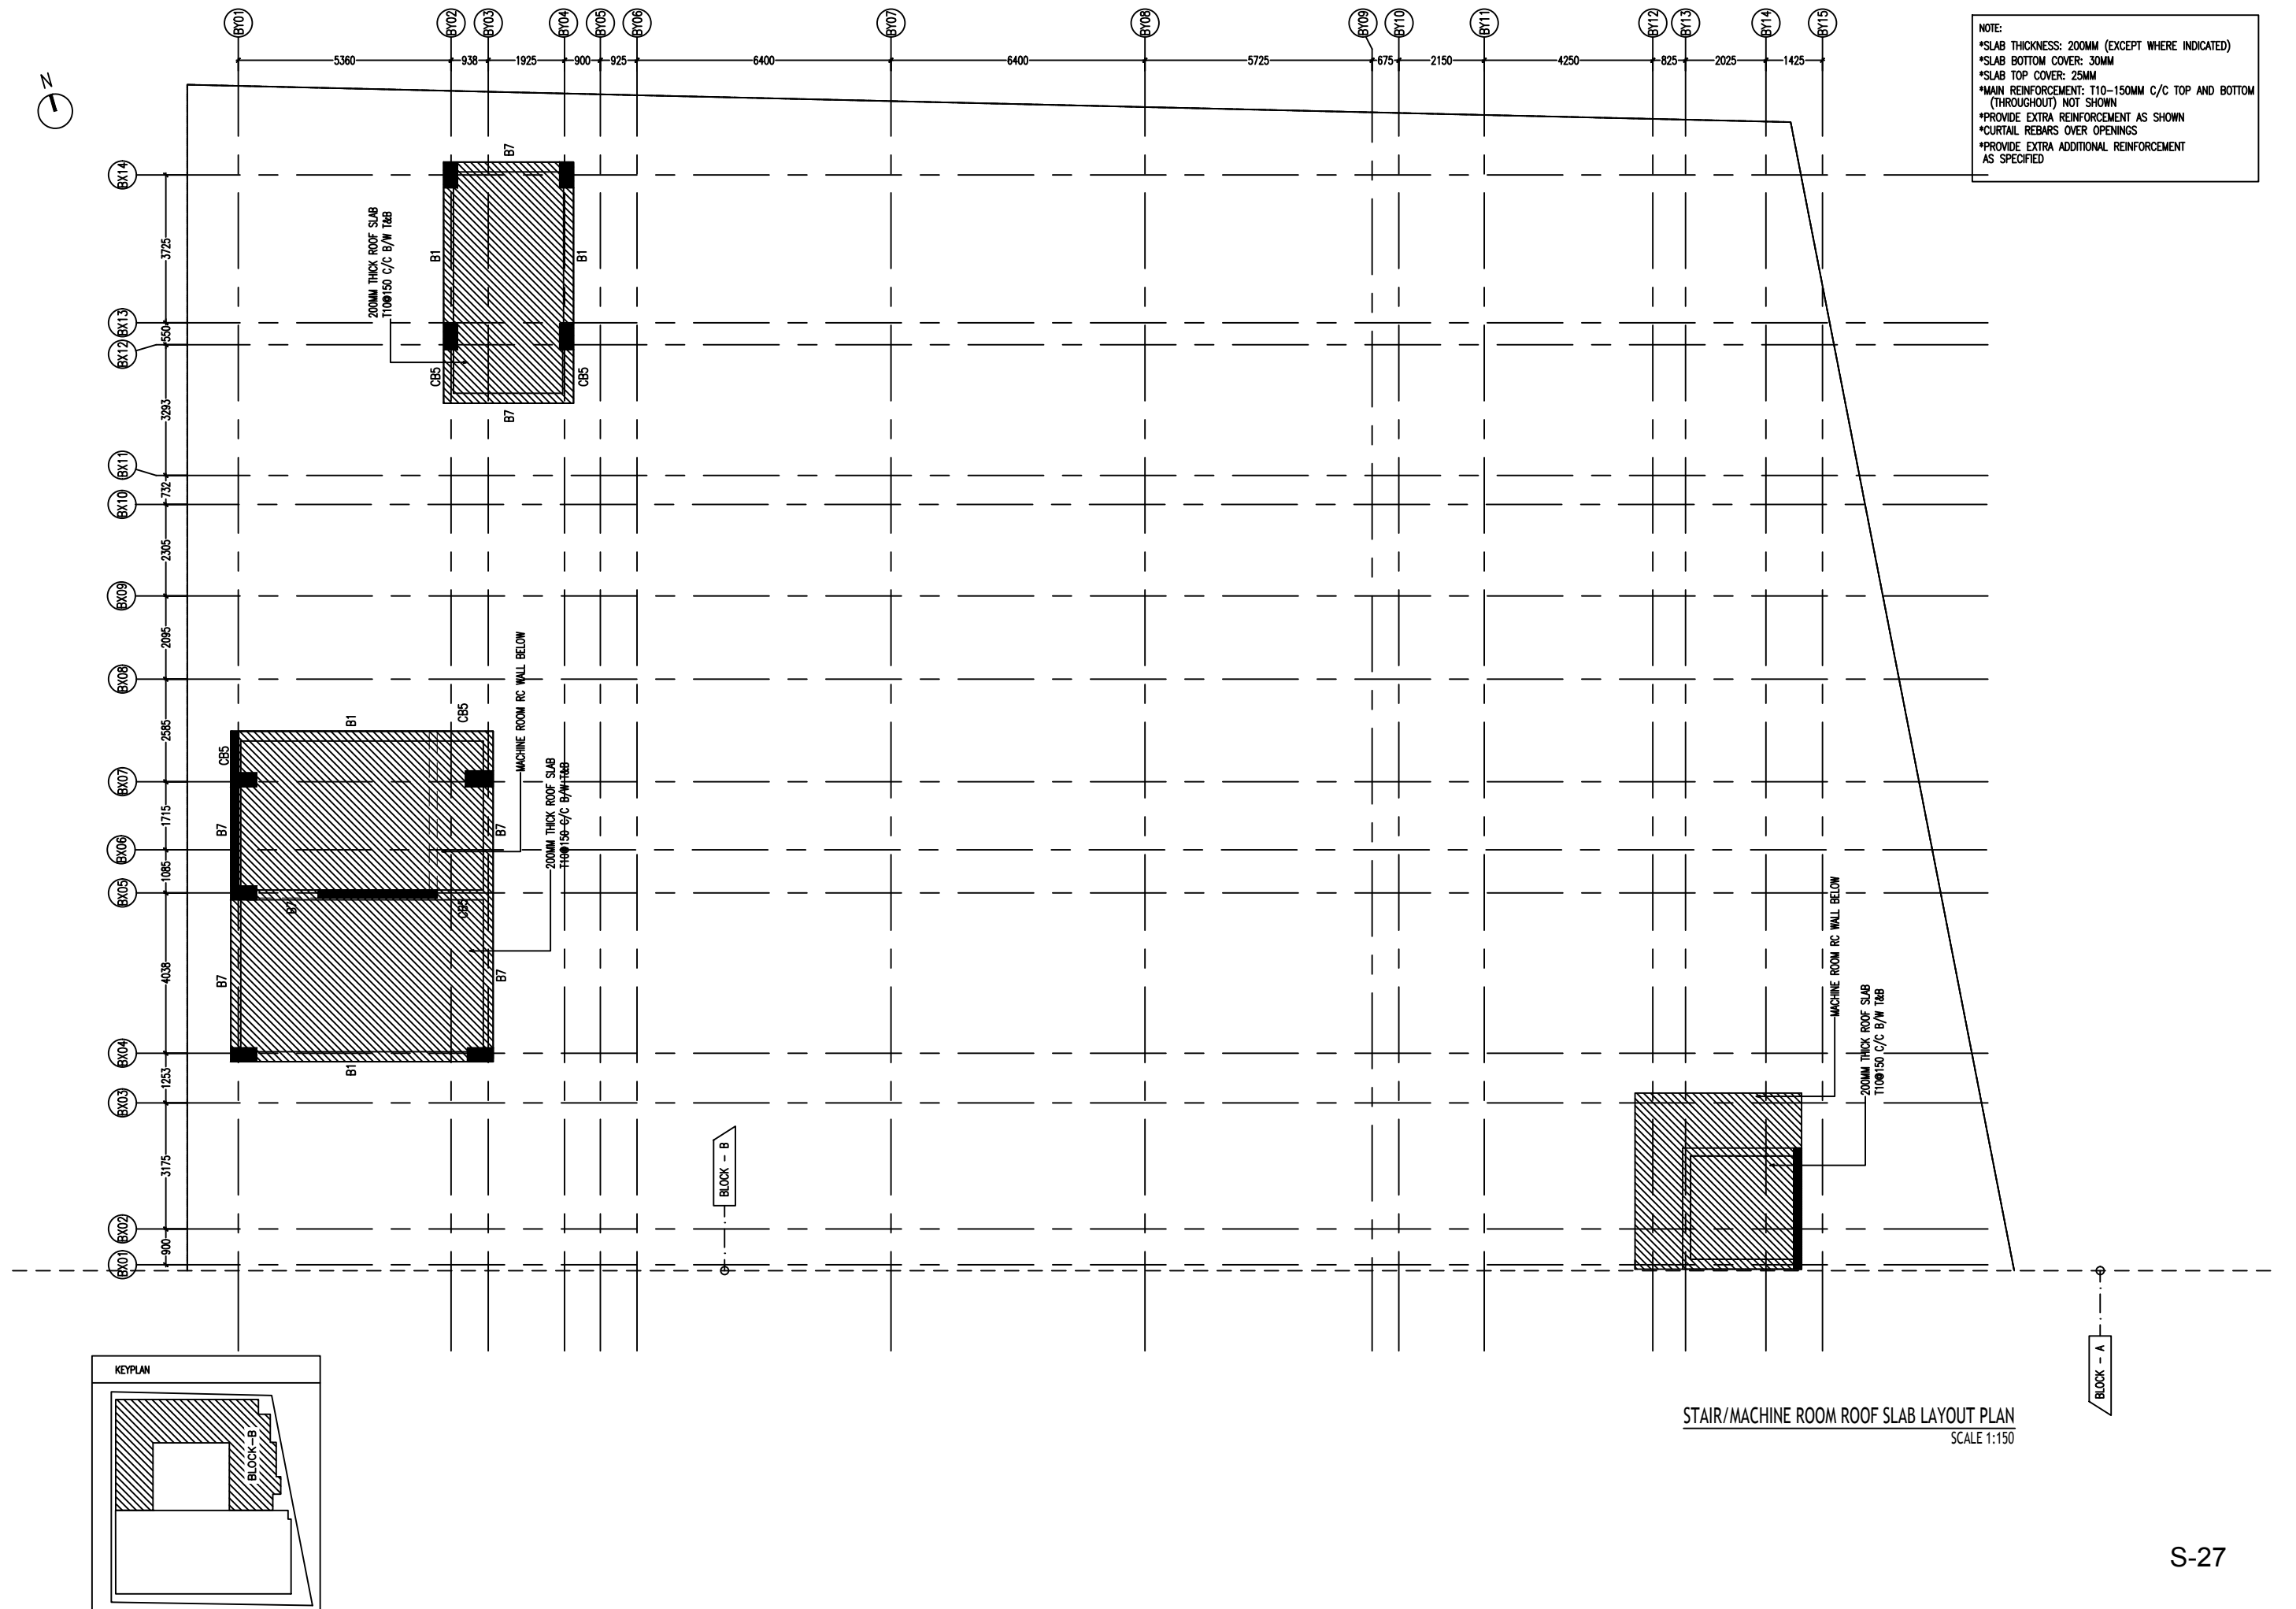 BY01
BY02
BY03
BY04
BY05
BY06
BY07
BY08
BY09
BY10
BY11
BY12
BY13
BY14
BY15
5360
938
1925
900
925
6400
6400
5725
675
2150
4250
825
2025
1425
NOTE:
*SLAB THICKNESS: 200MM (EXCEPT WHERE INDICATED)
*SLAB BOTTOM COVER: 30MM
*SLAB TOP COVER: 25MM
*MAIN REINFORCEMENT: T10-150MM C/C TOP AND BOTTOM
(THROUGHOUT) NOT SHOWN
*PROVIDE EXTRA REINFORCEMENT AS SHOWN
*CURTAIL REBARS OVER OPENINGS
*PROVIDE EXTRA ADDITIONAL REINFORCEMENT
AS SPECIFIED
N
BX14
BX13
BX12
BX11
BX10
BX09
BX08
BX07
BX06
BX05
BX04
BX03
BX02
BX01
3725
550
3293
732
2305
2095
2585
1715
1085
4038
1253
3175
900
B7
200MM THICK ROOF SLAB
T10@150 C/C B/W T&B
B1
B1
CB5
CB5
B7
MACHINE ROOM RC WALL BELOW
B1
CB5
CB5
200MM THICK ROOF SLAB
T10@150 C/C B/W T&B
B7
B7
B7
CB5
B7
B7
B1
MACHINE ROOM RC WALL BELOW
200MM THICK ROOF SLAB
T10@150 C/C B/W T&B
BLOCK - B
BLOCK - A
KEYPLAN
BLOCK-B
STAIR/MACHINE ROOM ROOF SLAB LAYOUT PLAN
SCALE 1:150
S-27